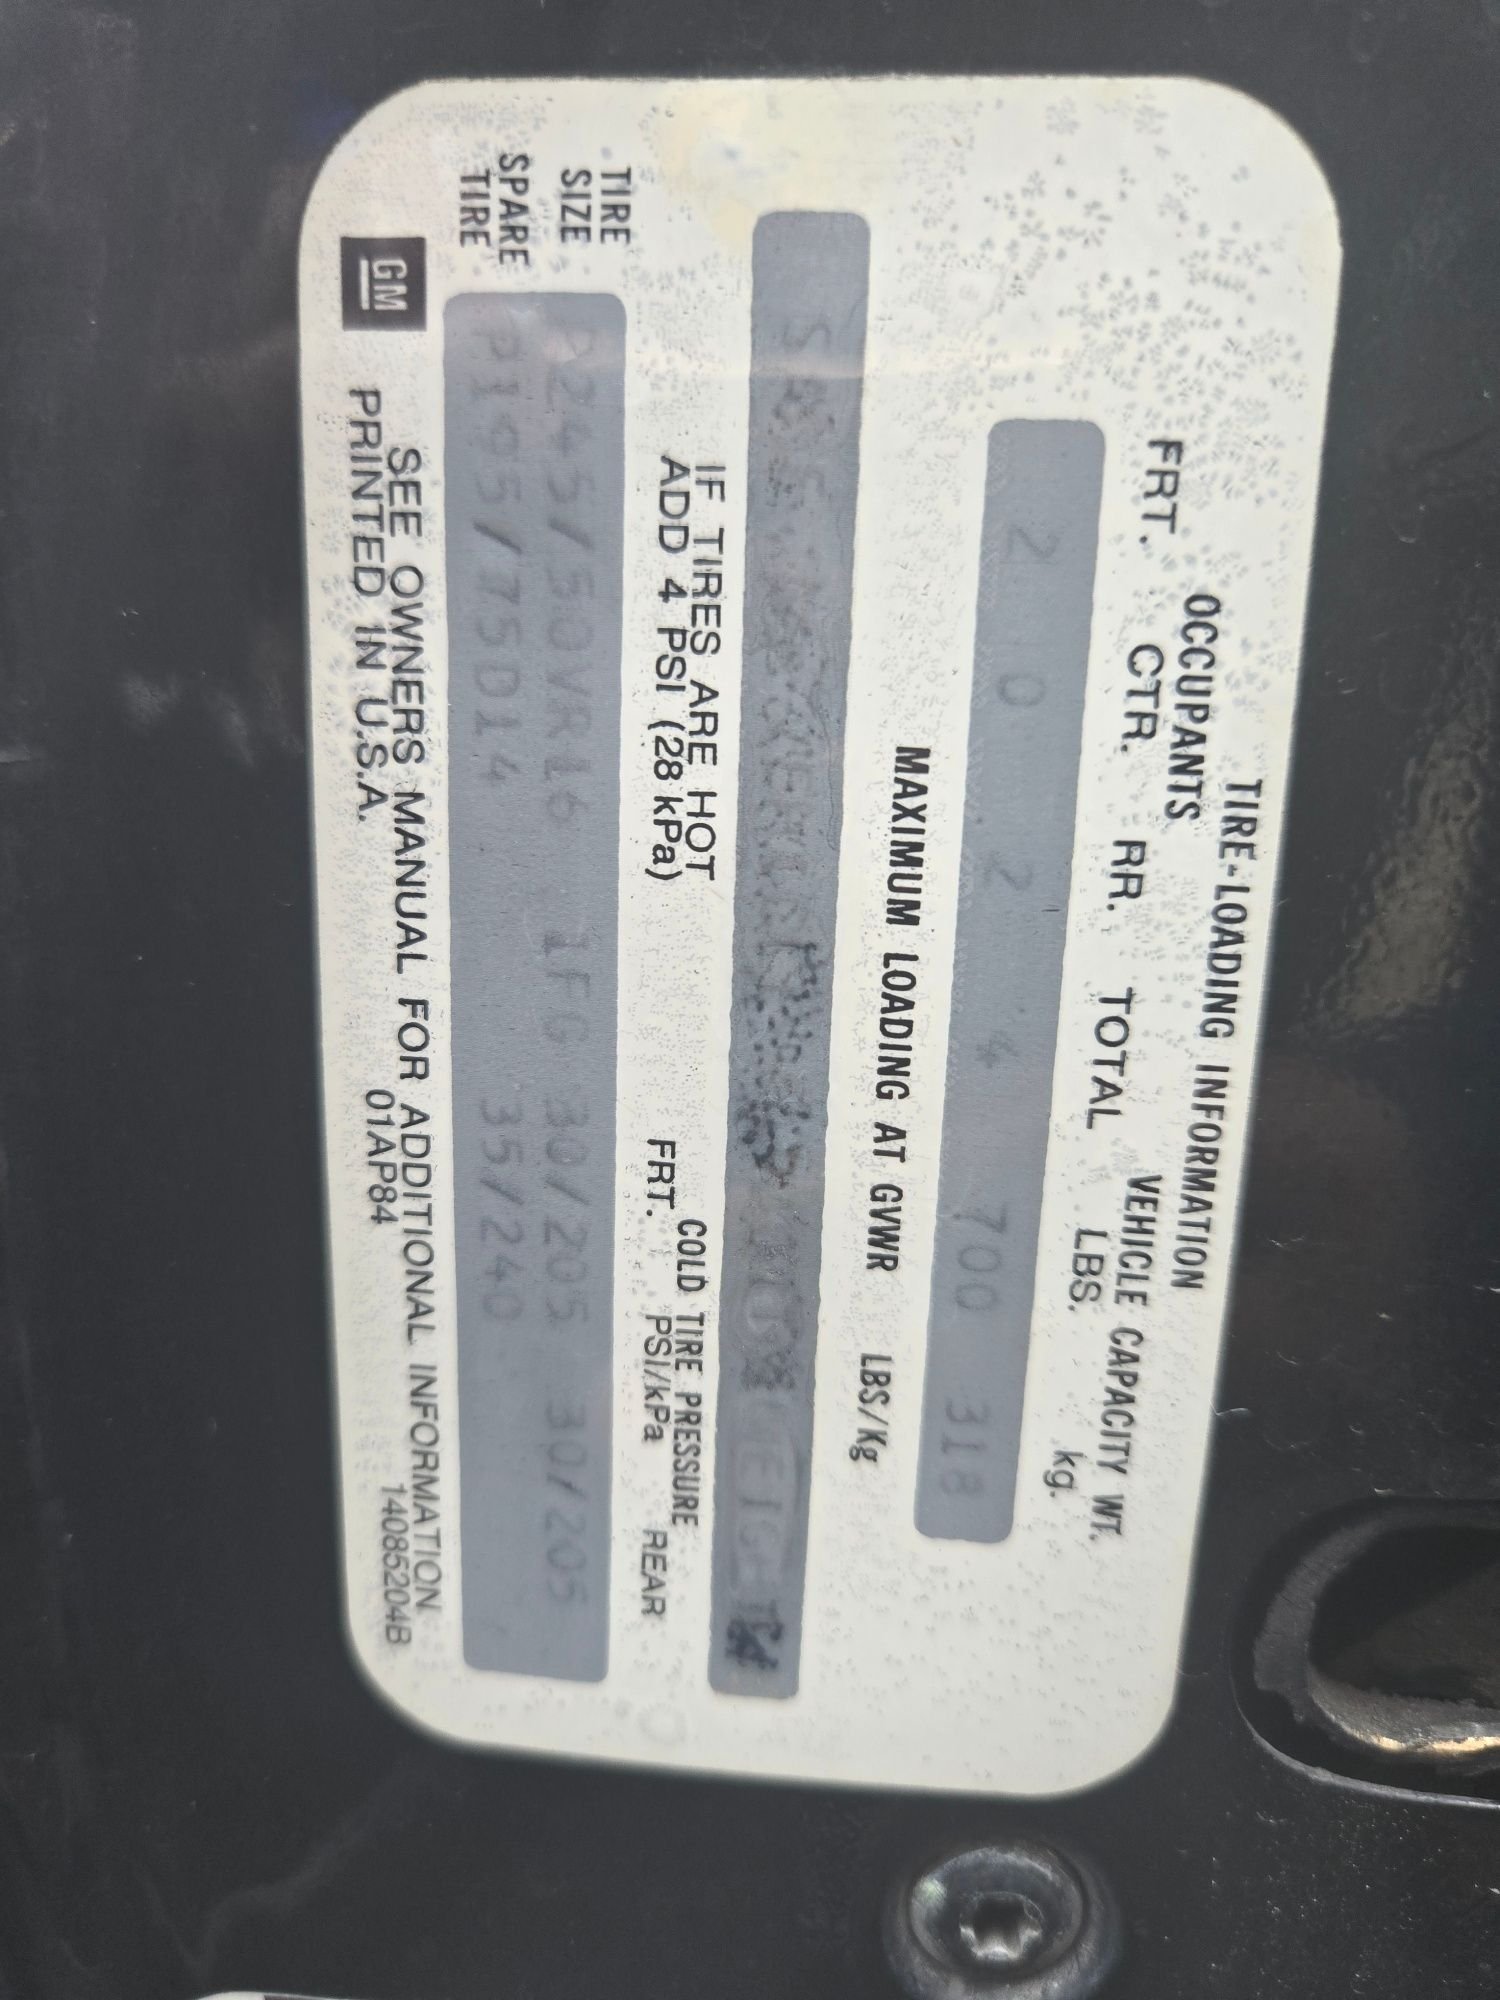 TIRE-LOADING INFORMATION
OCCUPANTS VEHICLE CAPACITY WT.
FRT. CTR. RR. TOTAL LBS. kg.
2 0 2 4 700 318
MAXIMUM LOADING AT GVWR LBS/Kg
IF TIRES ARE HOT COLD TIRE PRESSURE
ADD 4 PSI (28 kPa) FRT. PSI/kPa REAR
TIRE
SIZE P245/50VR16 1FG 30/205 30/205
SPARE
TIRE P195/75D14 35/240
GM SEE OWNERS MANUAL FOR ADDITIONAL INFORMATION
PRINTED IN U.S.A. 01AP84 14085204B